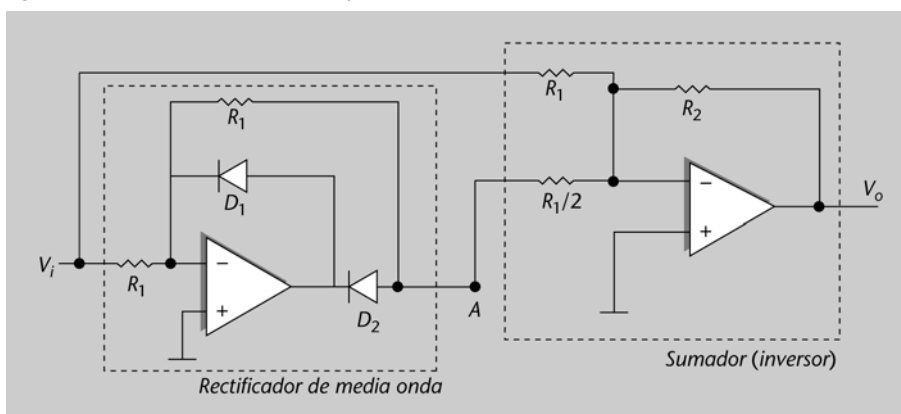 R1
R2
R1
D1
R1/2
Vo
Vi
R1
−
+
D2
A
−
+
Rectificador de media onda
Sumador (inversor)